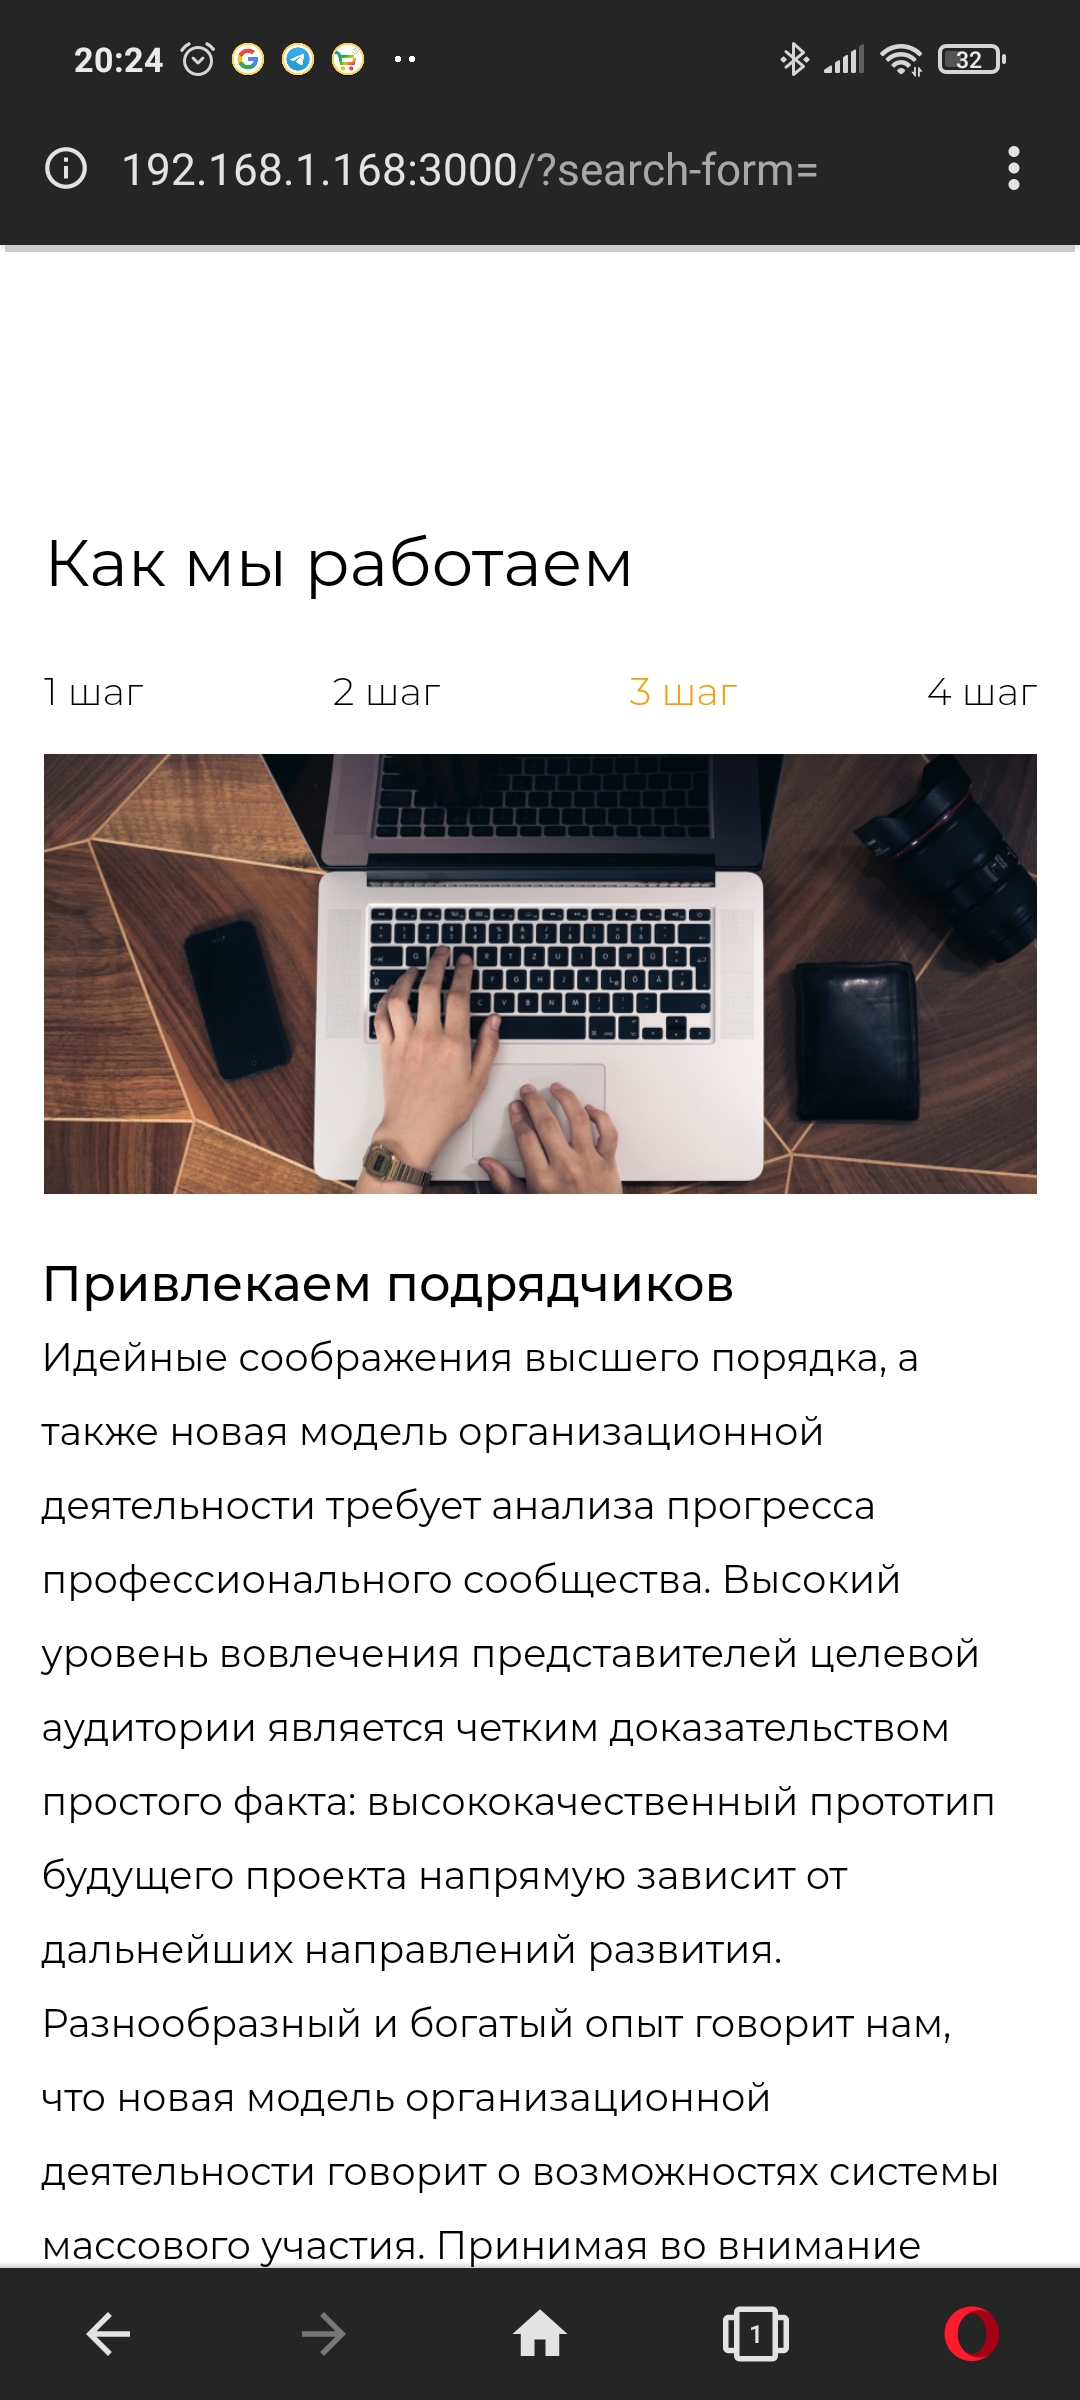 20:24
32
192.168.1.168:3000/?search-form=
Как мы работаем
1 шаг 2 шаг 3 шаг 4 шаг
Привлекаем подрядчиков
Идейные соображения высшего порядка, а
также новая модель организационной
деятельности требует анализа прогресса
профессионального сообщества. Высокий
уровень вовлечения представителей целевой
аудитории является четким доказательством
простого факта: высококачественный прототип
будущего проекта напрямую зависит от
дальнейших направлений развития.
Разнообразный и богатый опыт говорит нам,
что новая модель организационной
деятельности говорит о возможностях системы
массового участия. Принимая во внимание
1